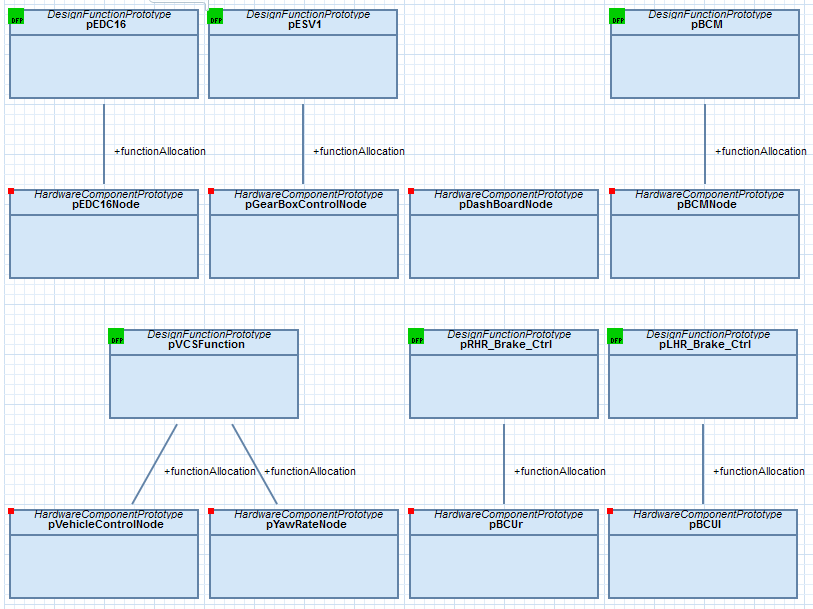 DesignFunctionPrototype
DFP
pEDC16
DesignFunctionPrototype
DFP
pESV1
DesignFunctionPrototype
DFP
pBCM
+functionAllocation
+functionAllocation
+functionAllocation
HardwareComponentPrototype
pEDC16Node
HardwareComponentPrototype
pGearBoxControlNode
HardwareComponentPrototype
pDashBoardNode
HardwareComponentPrototype
pBCMNode
DesignFunctionPrototype
DFP
pVCSFunction
DesignFunctionPrototype
DFP
pRHR_Brake_Ctrl
DesignFunctionPrototype
DFP
pLHR_Brake_Ctrl
+functionAllocation
+functionAllocation
+functionAllocation
+functionAllocation
HardwareComponentPrototype
pVehicleControlNode
HardwareComponentPrototype
pYawRateNode
HardwareComponentPrototype
pBCUr
HardwareComponentPrototype
pBCUl